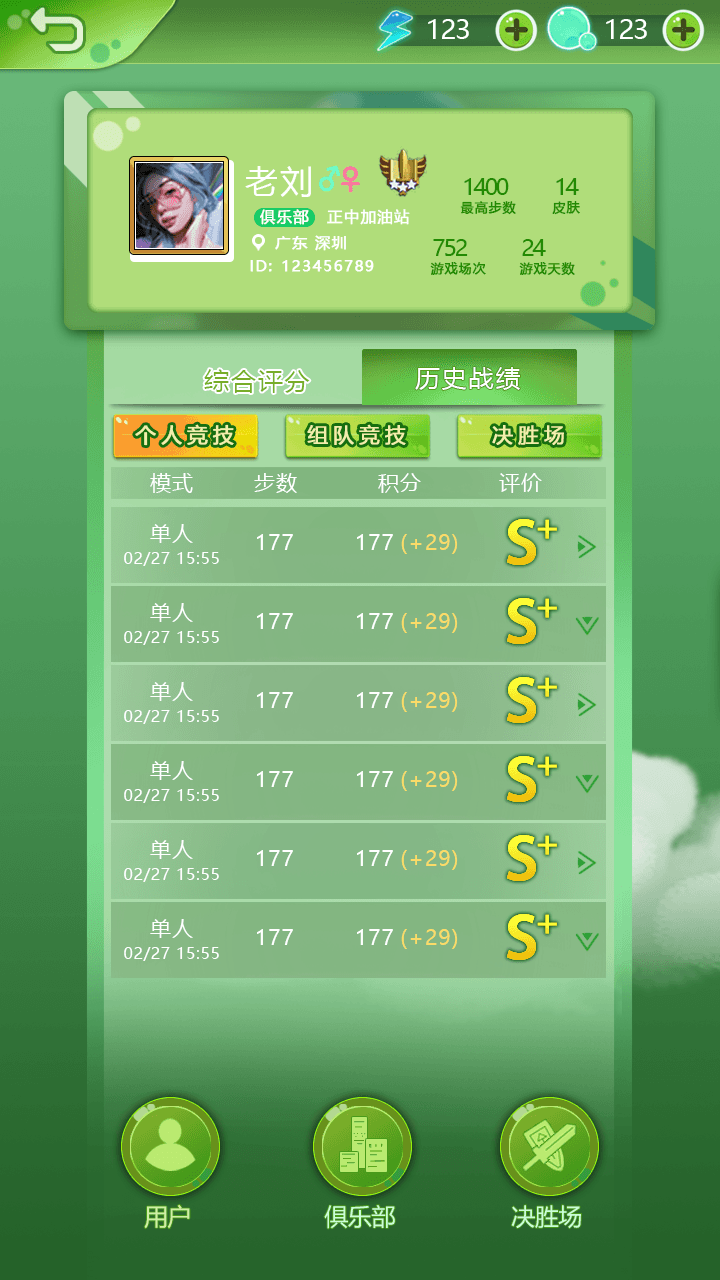 123 123
老刘
俱乐部 正中加油站
广东 深圳
ID: 123456789
1400 14
最高步数 皮肤
752 24
游戏场次 游戏天数
综合评分 历史战绩
个人竞技 组队竞技 决胜场
模式 步数 积分 评价
单人 177 177 (+29) S+
02/27 15:55
单人 177 177 (+29) S+
02/27 15:55
单人 177 177 (+29) S+
02/27 15:55
单人 177 177 (+29) S+
02/27 15:55
单人 177 177 (+29) S+
02/27 15:55
单人 177 177 (+29) S+
02/27 15:55
用户 俱乐部 决胜场